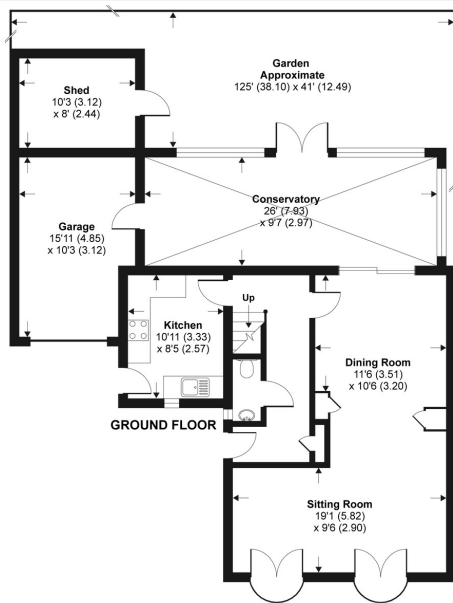 Shed
10'3 (3.12)
x 8' (2.44)
Garden
Approximate
125' (38.10) x 41' (12.49)
Garage
15'11 (4.85)
x 10'3 (3.12)
Conservatory
26' (7.93)
x 9'7 (2.97)
Kitchen
10'11 (3.33)
x 8'5 (2.57)
Up
Dining Room
11'6 (3.51)
x 10'6 (3.20)
GROUND FLOOR
Sitting Room
19'1 (5.82)
x 9'6 (2.90)